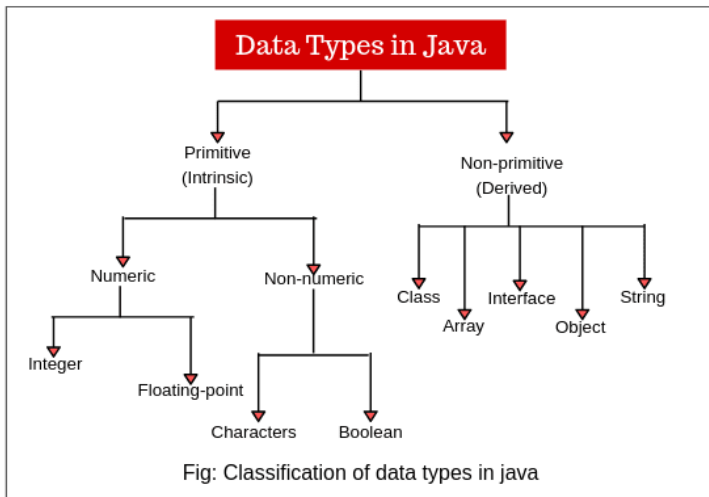 Data Types in Java
Primitive
(Intrinsic)
Non-primitive
(Derived)
Numeric
Non-numeric
Class
Array
Interface
Object
String
Integer
Floating-point
Characters
Boolean
Fig: Classification of data types in java